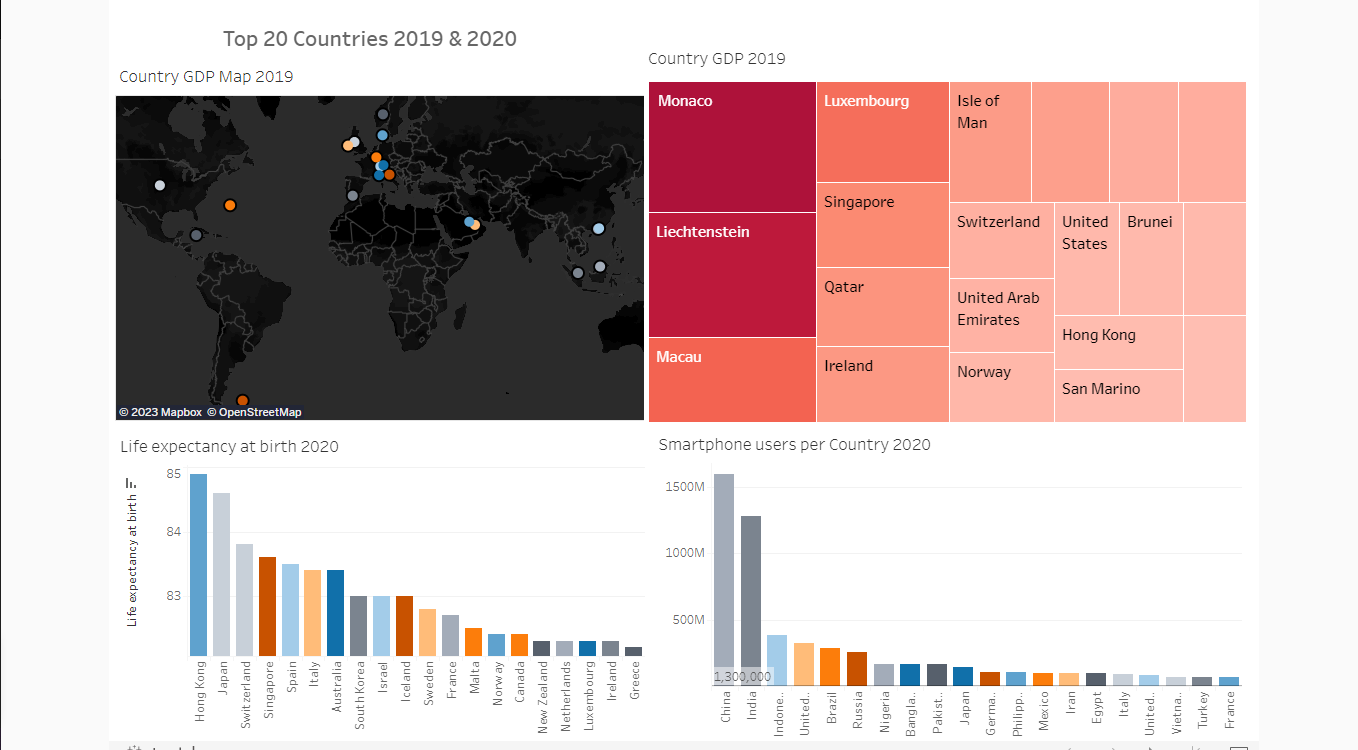 Top 20 Countries 2019 & 2020
Country GDP Map 2019
© 2023 Mapbox © OpenStreetMap
Country GDP 2019
Monaco
Liechtenstein
Macau
Luxembourg
Singapore
Qatar
Ireland
Isle of
Man
Switzerland
United Arab
Emirates
Norway
United
States
Brunei
Hong Kong
San Marino
Life expectancy at birth 2020
Life expectancy at birth
85
84
83
Hong Kong
Japan
Switzerland
Singapore
Spain
Italy
Australia
South Korea
Israel
Iceland
Sweden
France
Malta
Norway
Canada
New Zealand
Netherlands
Luxembourg
Ireland
Greece
Smartphone users per Country 2020
1500M
1000M
500M
1,300,000
China
India
Indone..
United..
Brazil
Russia
Nigeria
Bangla..
Pakist..
Japan
Germa..
Philipp..
Mexico
Iran
Egypt
Italy
United..
Vietna..
Turkey
France